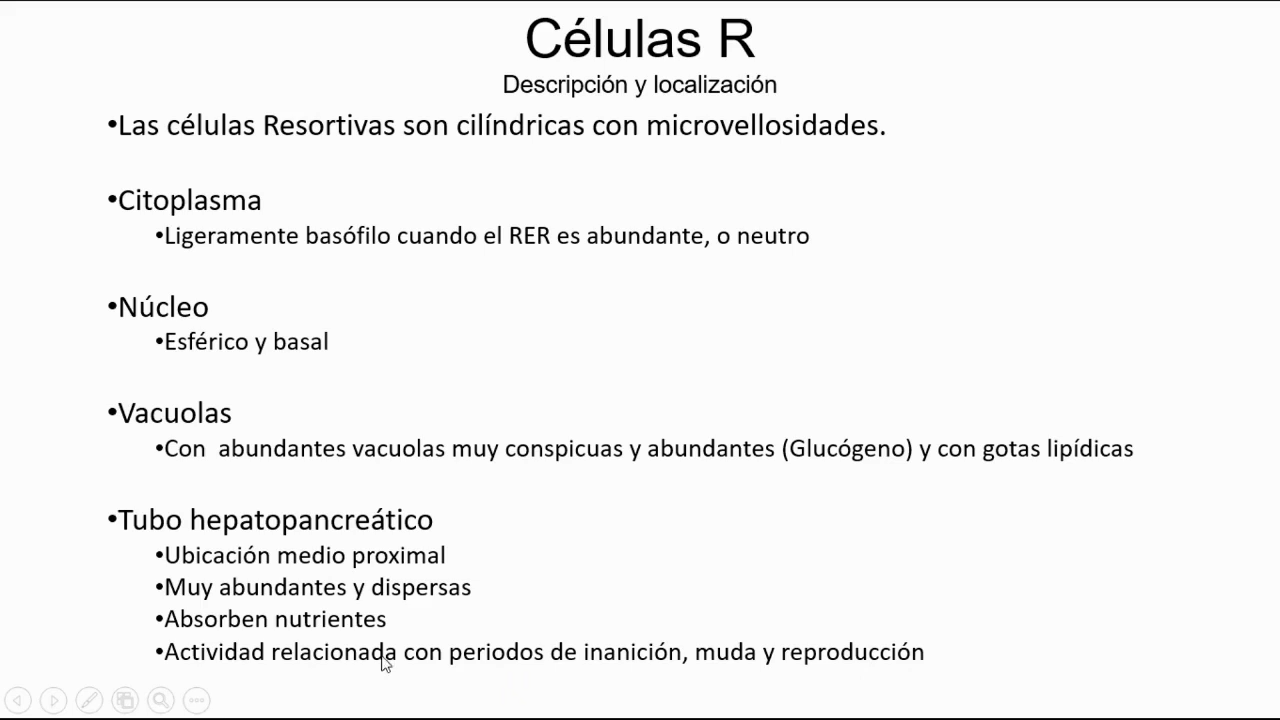 Células R
Descripción y localización
•Las células Resortivas son cilíndricas con microvellosidades.
•Citoplasma
•Ligeramente basófilo cuando el RER es abundante, o neutro
•Núcleo
•Esférico y basal
•Vacuolas
•Con  abundantes vacuolas muy conspicuas y abundantes (Glucógeno) y con gotas lipídicas
•Tubo hepatopancreático
•Ubicación medio proximal
•Muy abundantes y dispersas
•Absorben nutrientes
•Actividad relacionada con periodos de inanición, muda y reproducción